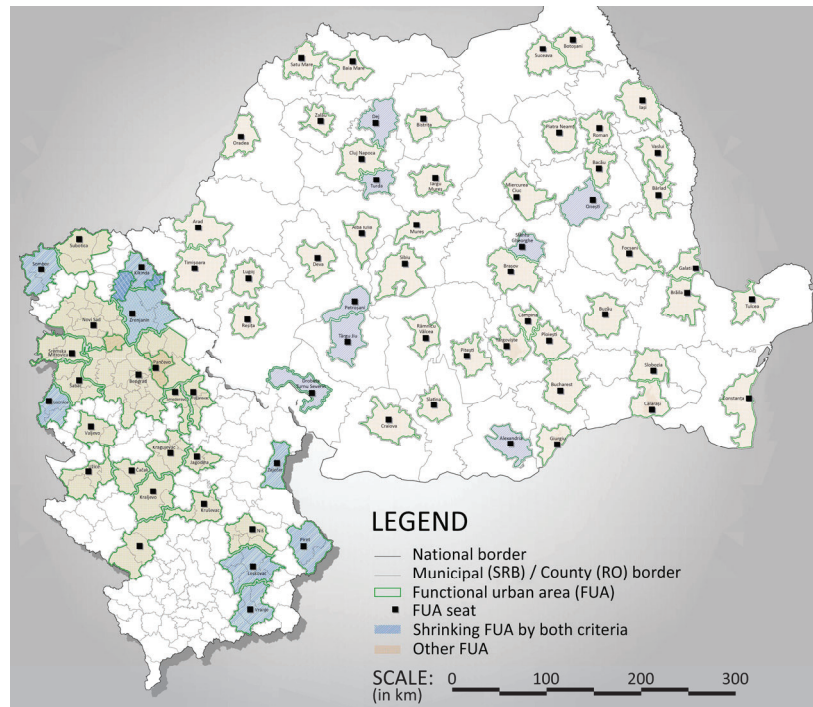 Botoșani
Suceava
Satu Mare
Baia Mare
Iași
Zalău
Dej
Bistrița
Piatra Neamț
Roman
Oradea
Cluj Napoca
Vaslui
Bacău
Turda
Târgu
Mureș
Miercurea
Ciuc
Bârlad
Onești
Arad
Alba Iulia
Mureș
Subotica
Sfântu
Gheorghe
Focșani
Sombor
Kikinda
Timișoara
Lugoj
Deva
Sibiu
Brașov
Galați
Petroșani
Brăila
Tulcea
Novi Sad
Zrenjanin
Reșița
Târgu Jiu
Râmnicu
Vâlcea
Câmpina
Buzău
Târgoviște
Ploiești
Sremska
Mitrovica
Pančevo
Pitești
Šabac
Beograd
Drobeta
Turnu Severin
Slobozia
București
Constanța
Slatina
Călărași
Valjevo
Craiova
Alexandria
Giurgiu
Kragujevac
Jagodina
Čačak
Zaječar
Kraljevo
Kruševac
Niš
Pirot
Leskovac
Vranje
LEGEND
National border
Municipal (SRB) / County (RO) border
Functional urban area (FUA)
FUA seat
Shrinking FUA by both criteria
Other FUA
SCALE:
(in km)
0 100 200 300